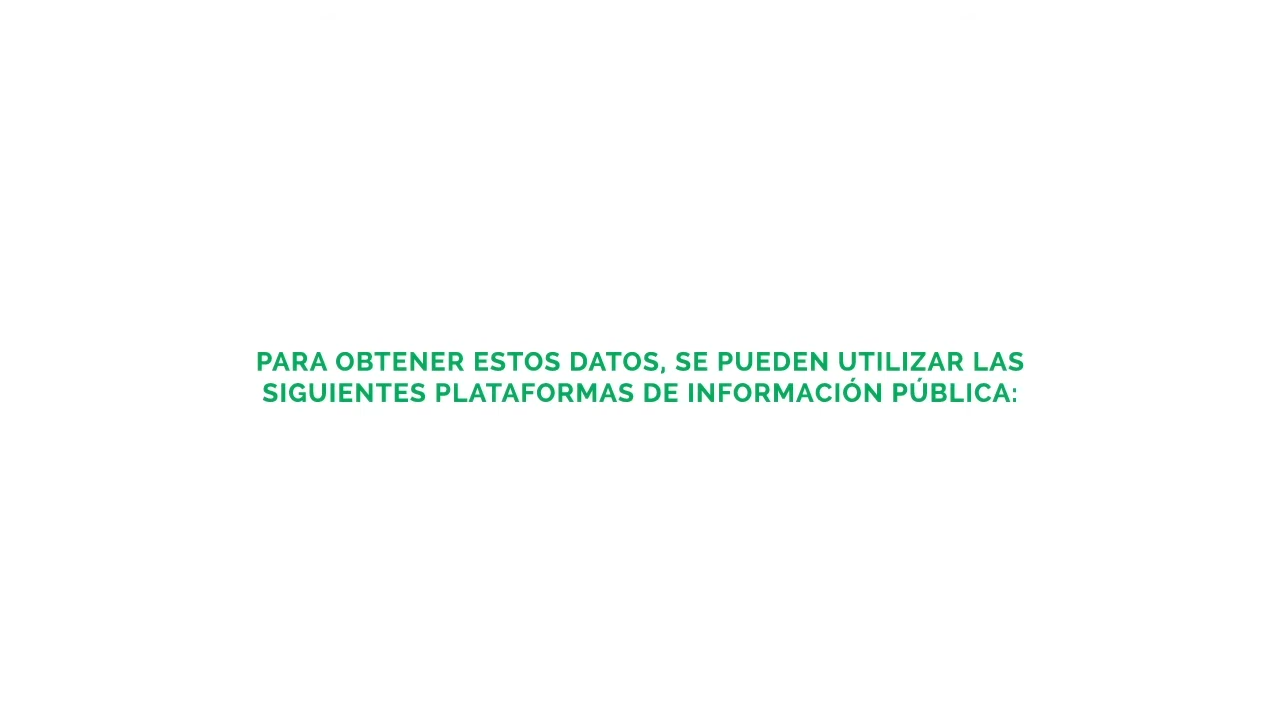 PARA OBTENER ESTOS DATOS, SE PUEDEN UTILIZAR LAS
SIGUIENTES PLATAFORMAS DE INFORMACIÓN PÚBLICA: